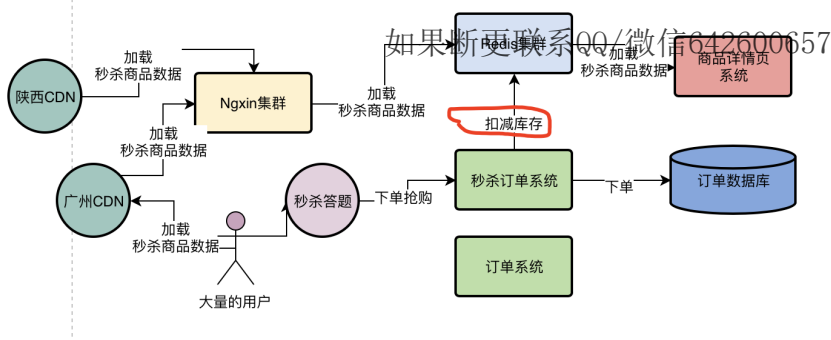 如果断更联系QQ/微信642600657
加载
秒杀商品数据
Redis集群
加载
秒杀商品数据
商品详情页
系统
陕西CDN
Ngxin集群
加载
秒杀商品数据
加载
秒杀商品数据
扣减库存
广州CDN
秒杀答题
下单抢购
秒杀订单系统
下单
订单数据库
加载
秒杀商品数据
订单系统
大量的用户